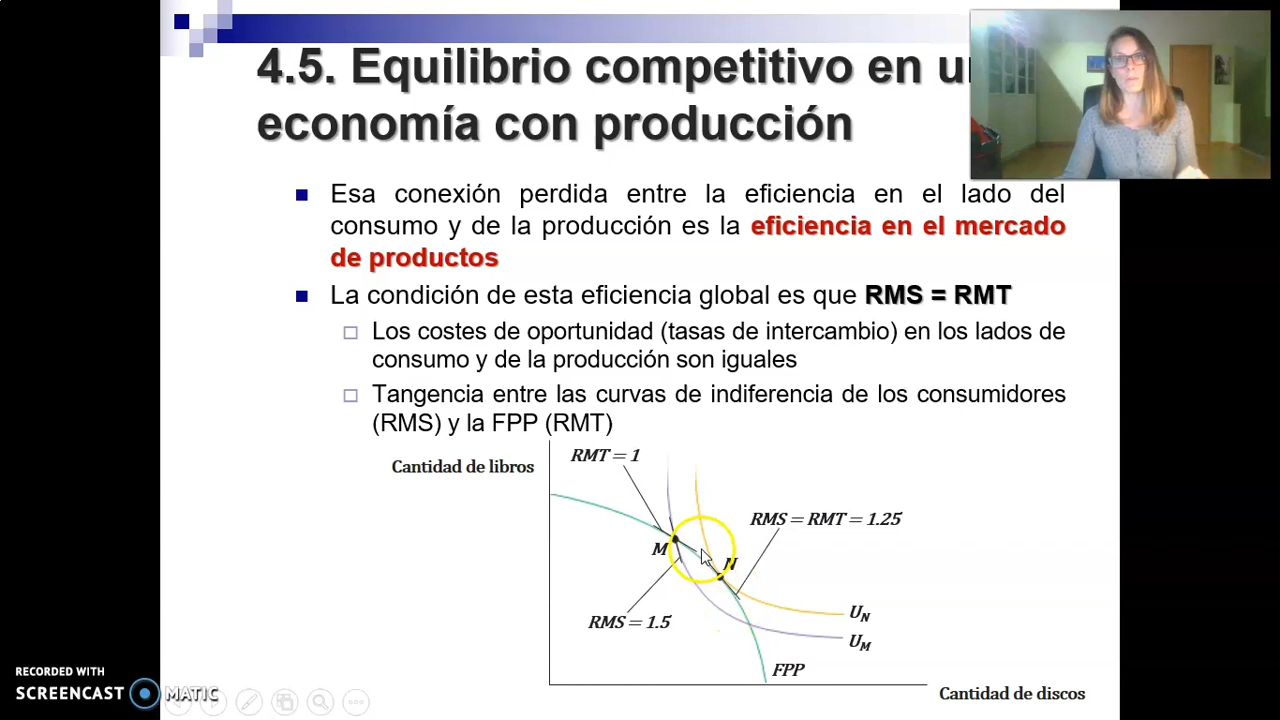 4.5. Equilibrio competitivo en un
economía con producción
Esa conexión perdida entre la eficiencia en el lado del
consumo y de la producción es la eficiencia en el mercado
de productos
La condición de esta eficiencia global es que RMS = RMT
Los costes de oportunidad (tasas de intercambio) en los lados de
consumo y de la producción son iguales
Tangencia entre las curvas de indiferencia de los consumidores
(RMS) y la FPP (RMT)
Cantidad de libros
RMT = 1
RMS = RMT = 1.25
M
N
RMS = 1.5
U_N
U_M
FPP
Cantidad de discos
RECORDED WITH
SCREENCAST MATIC